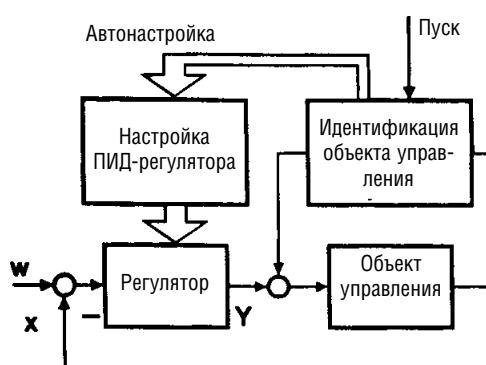 Автонастройка
Пуск
Настройка
ПИД-регулятора
Идентификация
объекта управ-
ления
W
X
–
Регулятор
Y
Объект
управления